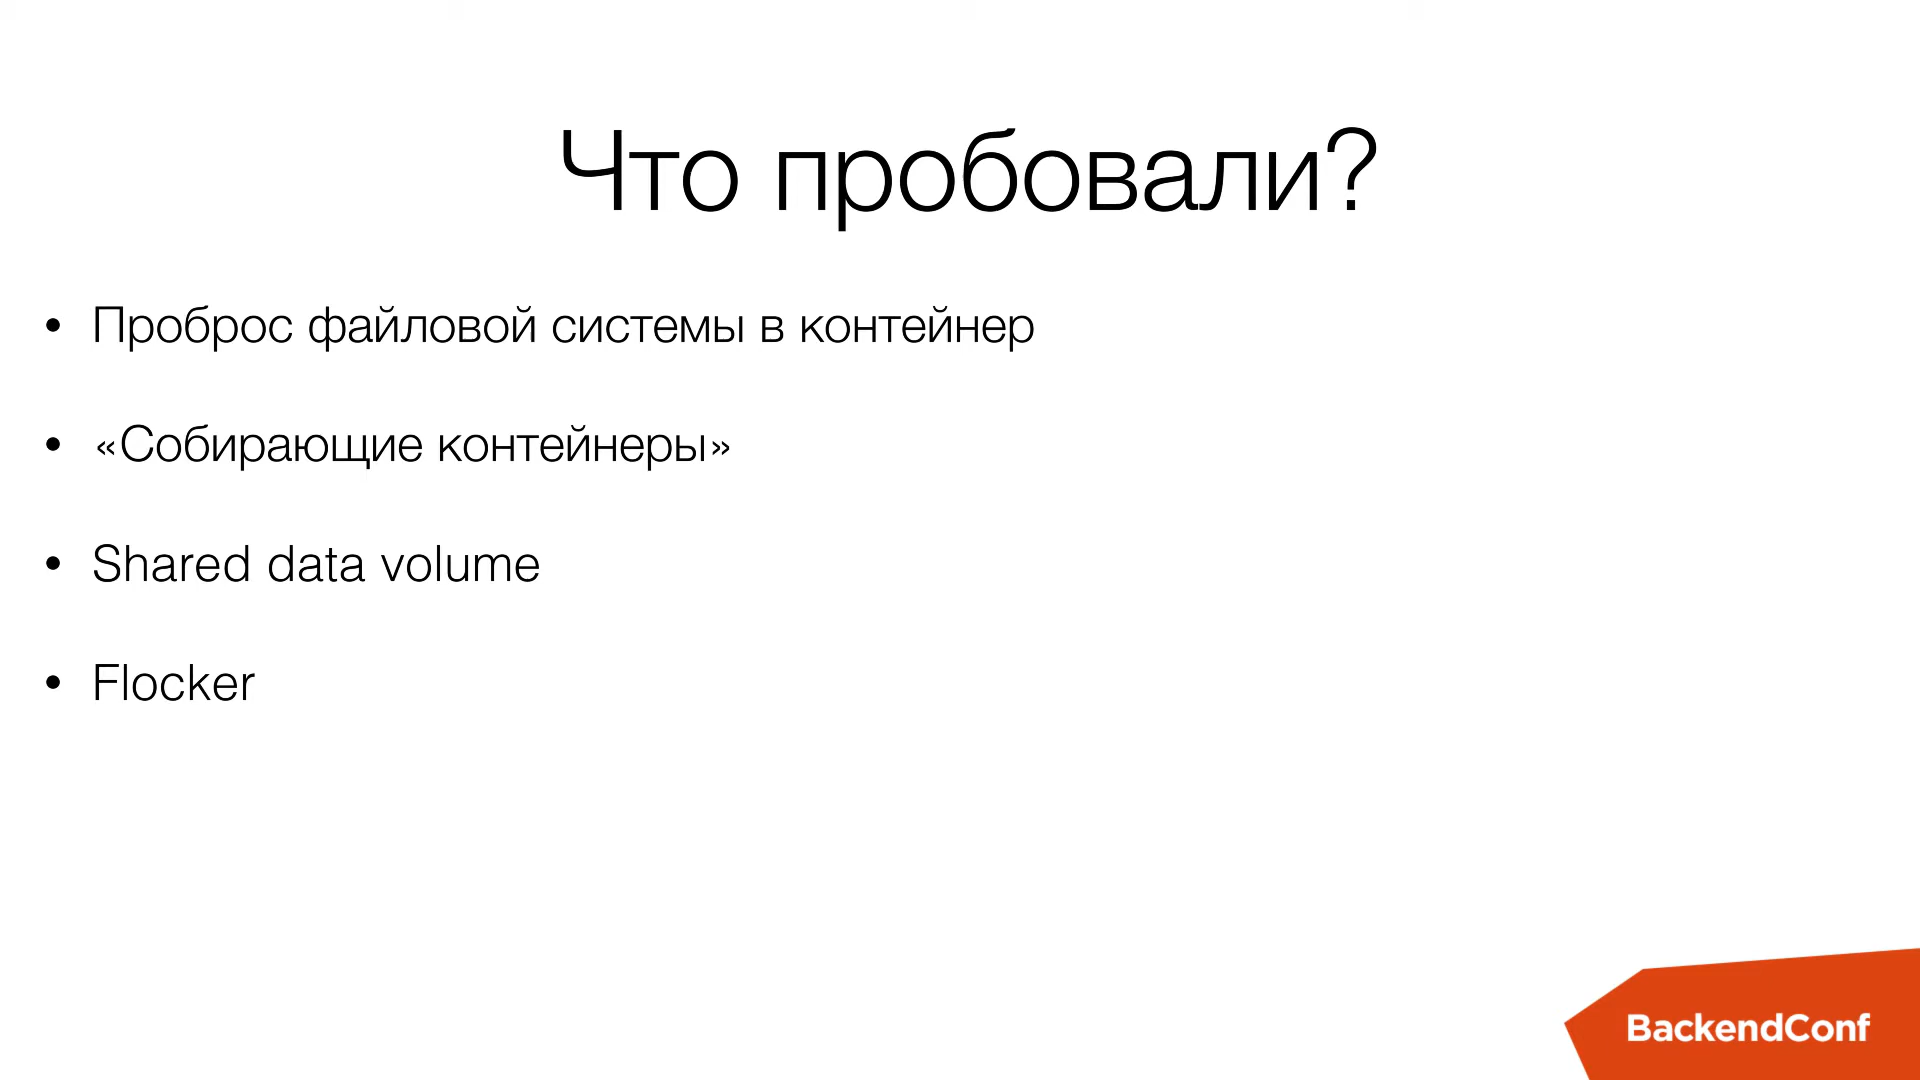 Что пробовали?
• Проброс файловой системы в контейнер
• «Собирающие контейнеры»
• Shared data volume
• Flocker
BackendConf